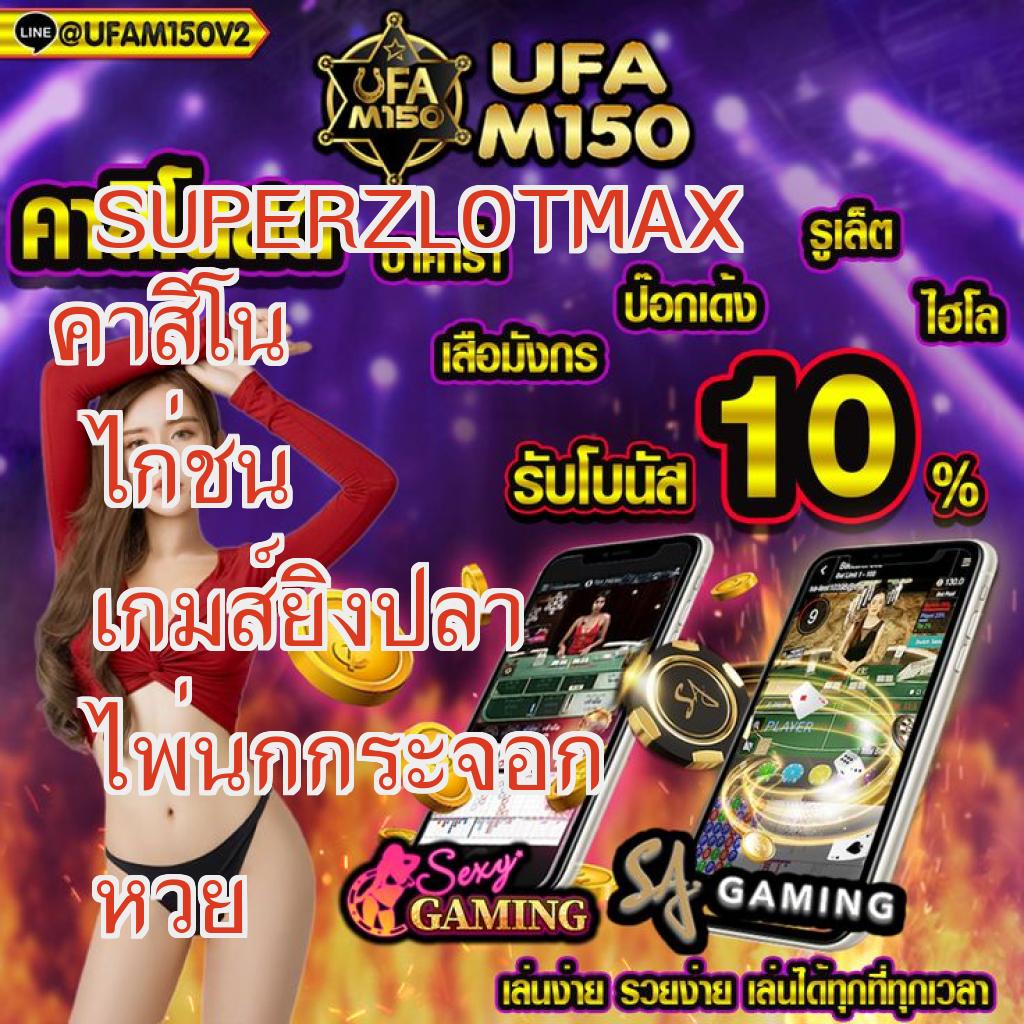 LINE @UFAM150V2
UFA
M150
UFA
M150
SUPERZLOTMAX
รูเล็ต
คาสิโน
ป๊อกเด้ง
ไฮโล
เสือมังกร
ไก่ชน
รับโบนัส 10 %
เกมส์ยิงปลา
ไพ่นกกระจอก
PLAYER
หวย
Sexy
GAMING
SA GAMING
เล่นง่าย รวยง่าย เล่นได้ทุกที่ทุกเวลา